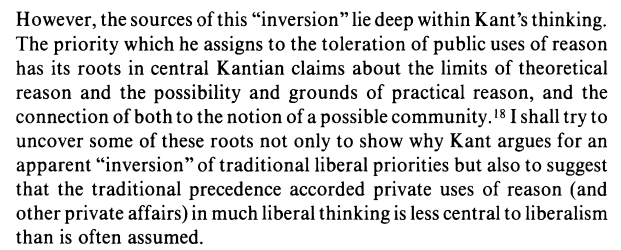 However, the sources of this “inversion” lie deep within Kant’s thinking.
The priority which he assigns to the toleration of public uses of reason
has its roots in central Kantian claims about the limits of theoretical
reason and the possibility and grounds of practical reason, and the
connection of both to the notion of a possible community.¹⁸ I shall try to
uncover some of these roots not only to show why Kant argues for an
apparent “inversion” of traditional liberal priorities but also to suggest
that the traditional precedence accorded private uses of reason (and
other private affairs) in much liberal thinking is less central to liberalism
than is often assumed.